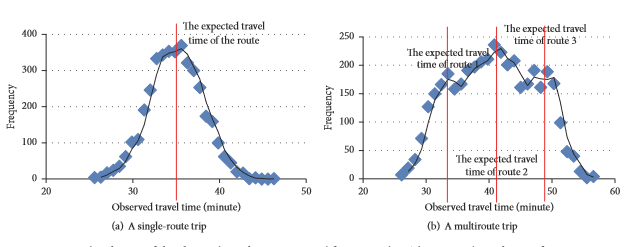 The expected travel
time of the route
400
300
200
100
0
Frequency
20
30
40
50
Observed travel time (minute)
(a) A single-route trip
The expected travel
time of route 3
The expected travel
time of route
The expected travel
time of route 2
250
200
150
100
50
0
Frequency
20
30
40
50
60
Observed travel time (minute)
(b) A multiroute trip